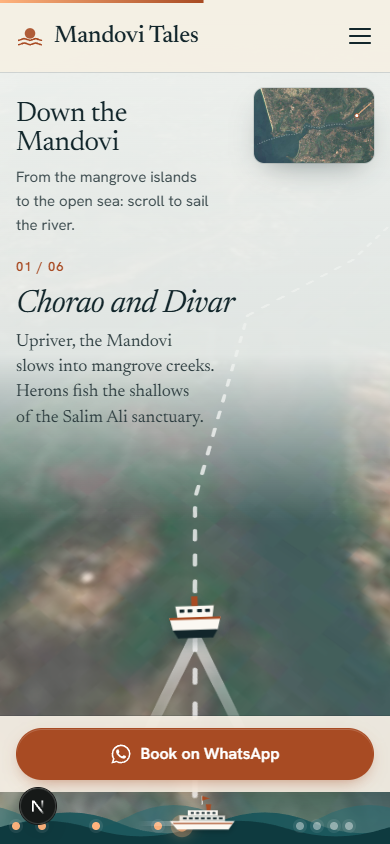 Mandovi Tales
Down the
Mandovi
From the mangrove islands
to the open sea: scroll to sail
the river.
01 / 06
Chorao and Divar
Upriver, the Mandovi
slows into mangrove creeks.
Herons fish the shallows
of the Salim Ali sanctuary.
Book on WhatsApp
N